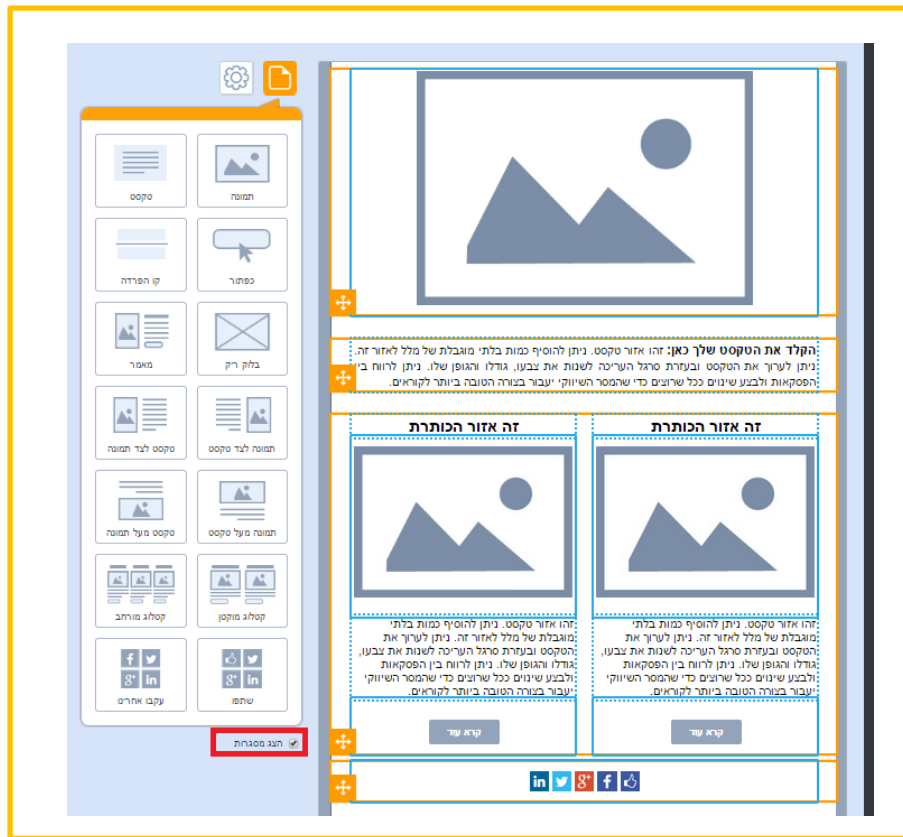 תמונה
טקסט
כפתור
קו הפרדה
בלוק ריק
מאמר
תמונה לצד טקסט
טקסט לצד תמונה
תמונה מעל טקסט
טקסט מעל תמונה
קטלוג מוקטן
קטלוג מורחב
שתפו
עקבו אחרינו
הצג מסגרות
הקלד את הטקסט שלך כאן: זהו אזור טקסט. ניתן להוסיף כמות בלתי מוגבלת של מלל לאזור זה.
ניתן לערוך את הטקסט ובעזרת סרגל העריכה לשנות את צבעו, גודלו והגופן שלו. ניתן לרווח
הפסקאות ולבצע שינוים ככל שרוצים כדי שהמסר השיווקי יעבור בצורה הטובה ביותר לקוראים.
זה אזור הכותרת
זהו אזור טקסט. ניתן להוסיף כמות בלתי
מוגבלת של מלל לאזור זה. ניתן לערוך את
הטקסט ובעזרת סרגל העריכה לשנות את צבעו,
גודלו והגופן שלו. ניתן לרווח בין הפסקאות
ולבצע שינוים ככל שרוצים כדי שהמסר השיווקי
יעבור בצורה הטובה ביותר לקוראים.
קרא עוד
זה אזור הכותרת
זהו אזור טקסט. ניתן להוסיף כמות בלתי
מוגבלת של מלל לאזור זה. ניתן לערוך את
הטקסט ובעזרת סרגל העריכה לשנות את צבעו,
גודלו והגופן שלו. ניתן לרווח בין הפסקאות
ולבצע שינוים ככל שרוצים כדי שהמסר השיווקי
יעבור בצורה הטובה ביותר לקוראים.
קרא עוד